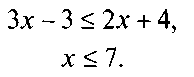 3x − 3 ≤ 2x + 4,
x ≤ 7.